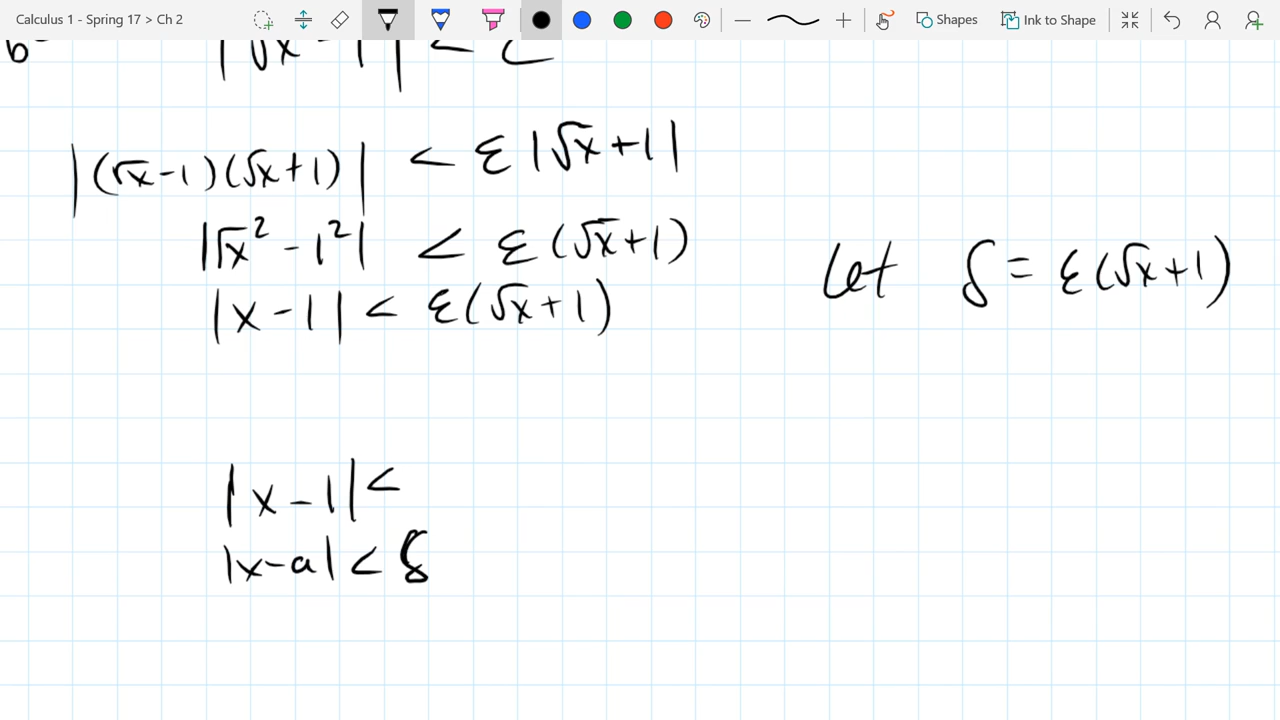 Calculus 1 - Spring 17 > Ch 2
Shapes
Ink to Shape
|√x - 1| < ε
|(√x-1)(√x+1)| < ε|√x+1|
|√x² - 1²| < ε(√x+1)
Let δ = ε(√x+1)
|x-1| < ε(√x+1)
|x-1| <
|x-a| < δ